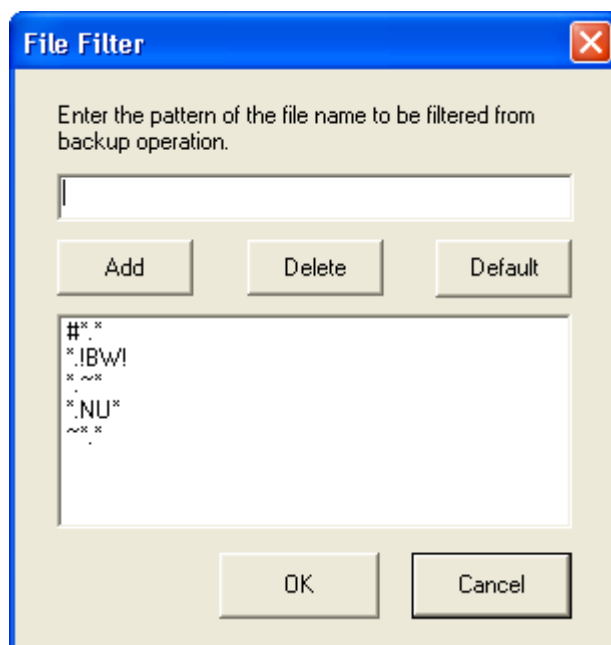 File Filter
Enter the pattern of the file name to be filtered from
backup operation.
Add Delete Default
#*.*
*.!BW!
*.~*
*.NU*
~*.*
OK Cancel